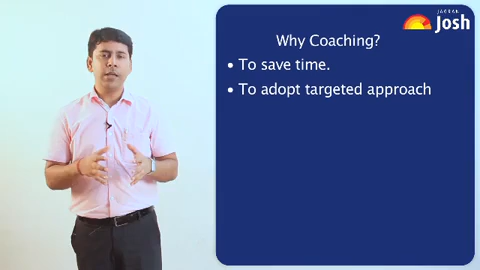 JAGRAN
Josh
Why Coaching?
• To save time.
• To adopt targeted approach